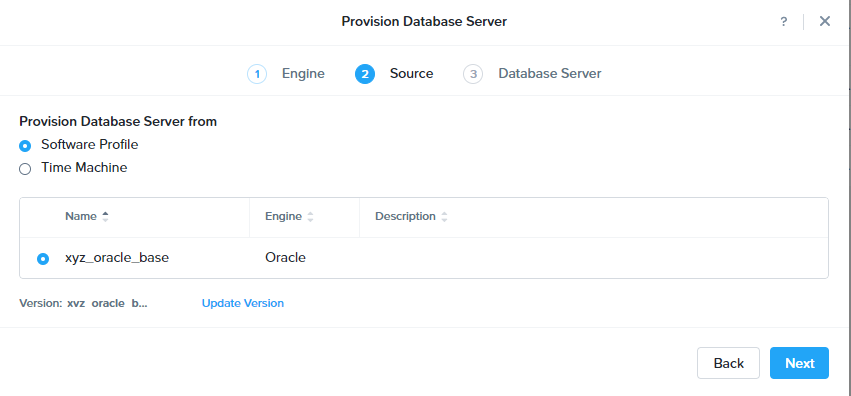 Provision Database Server
?
1 Engine 2 Source 3 Database Server
Provision Database Server from
Software Profile
Time Machine
Name Engine Description
xyz_oracle_base Oracle
Version: xvz oracle b... Update Version
Back Next